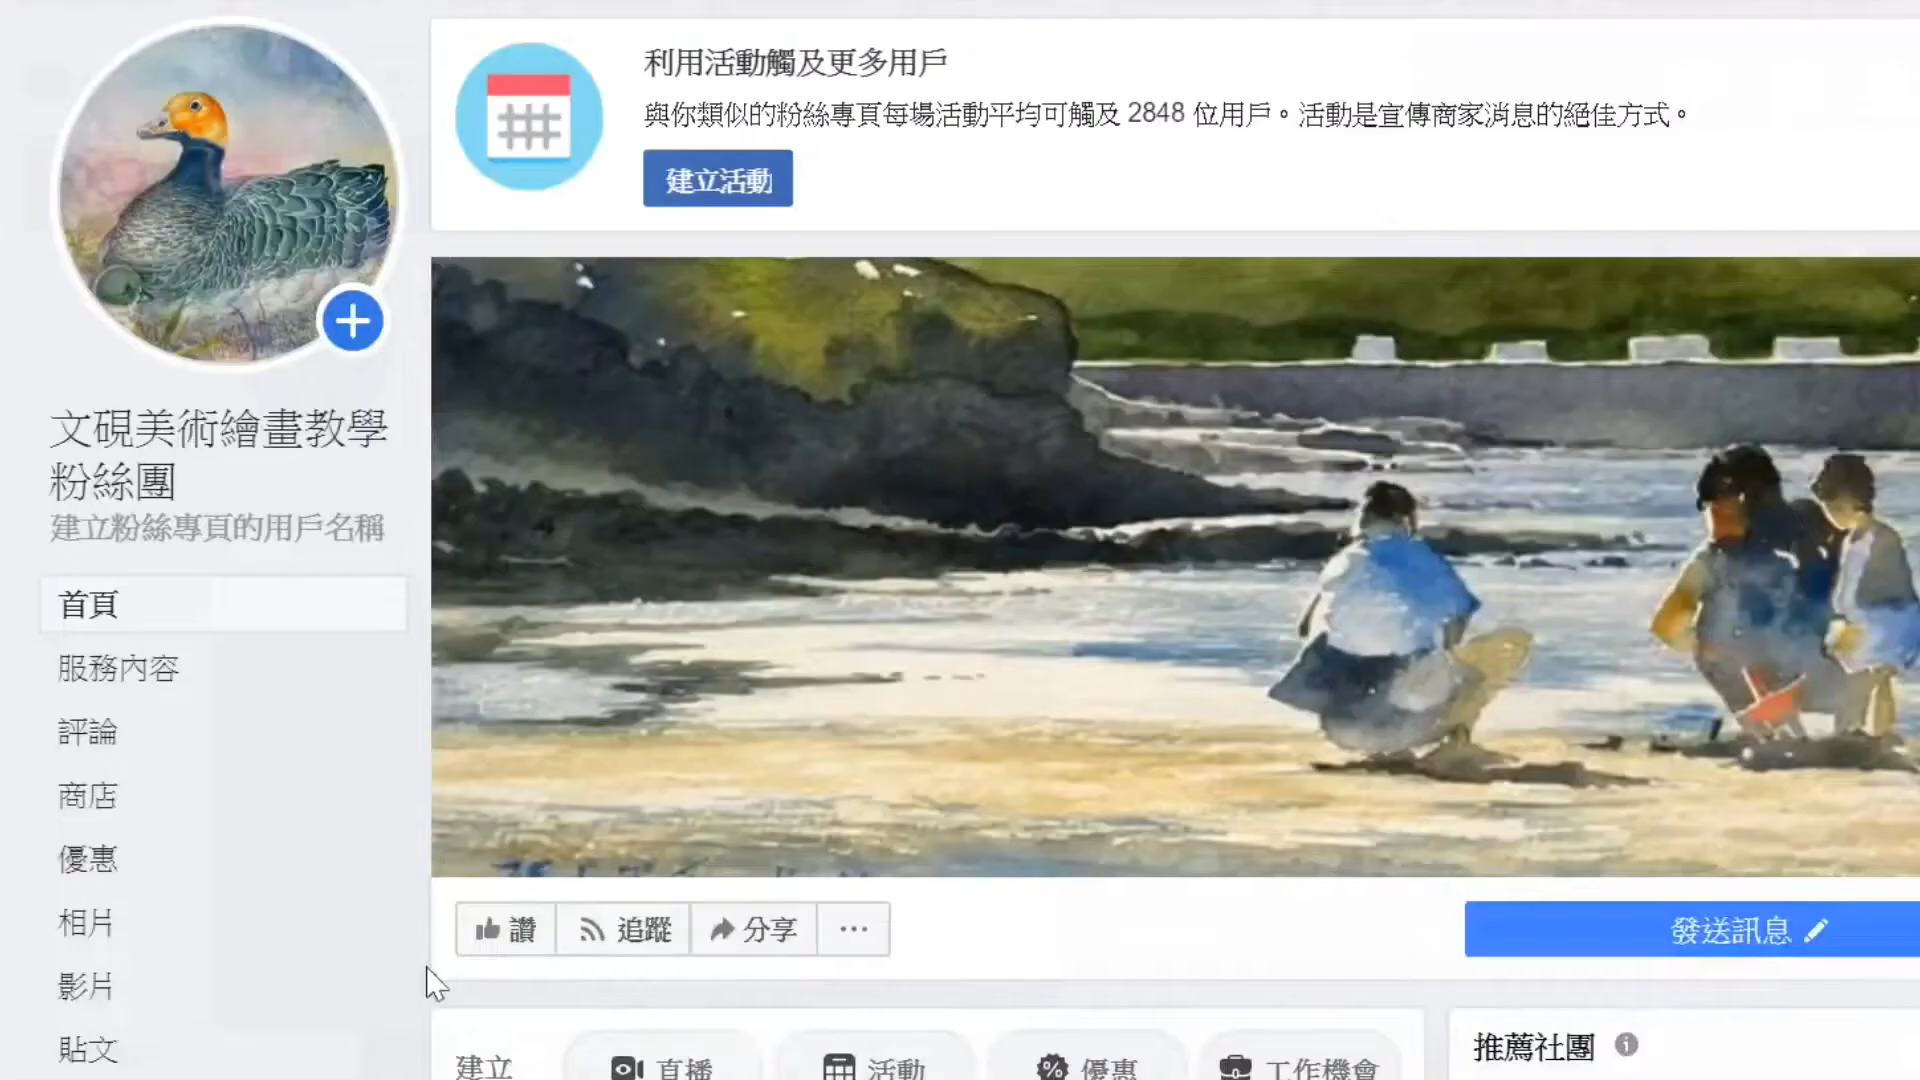 利用活動觸及更多用戶
與你類似的粉絲專頁每場活動平均可觸及 2848 位用戶。活動是宣傳商家消息的絕佳方式。
建立活動
文硯美術繪畫教學
粉絲團
建立粉絲專頁的用戶名稱
首頁
服務內容
評論
商店
優惠
相片
影片
貼文
讚
追蹤
分享
發送訊息
建立
直播
活動
優惠
工作機會
推薦社團